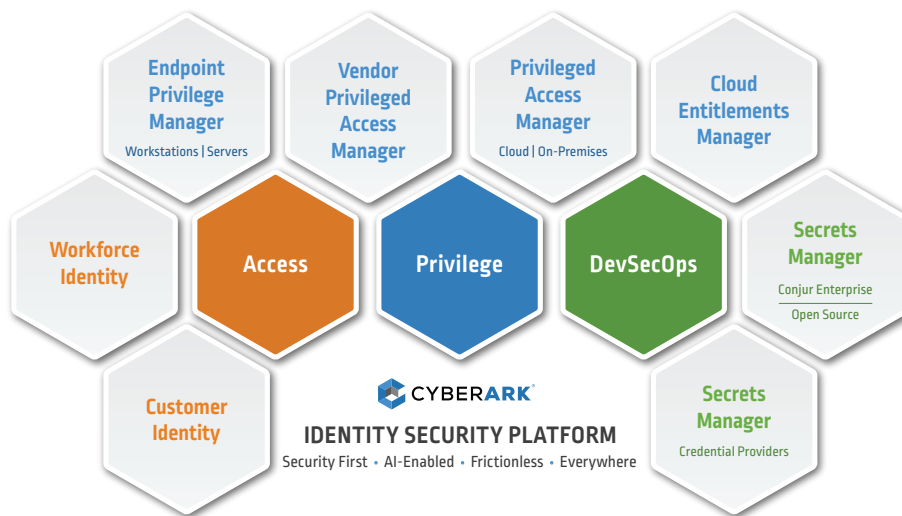 Endpoint
Privilege
Manager
Workstations | Servers
Vendor
Privileged
Access
Manager
Privileged
Access
Manager
Cloud | On-Premises
Cloud
Entitlements
Manager
Workforce
Identity
Access
Privilege
DevSecOps
Secrets
Manager
Conjur Enterprise
Open Source
Customer
Identity
CYBERARK®
IDENTITY SECURITY PLATFORM
Security First • AI-Enabled • Frictionless • Everywhere
Secrets
Manager
Credential Providers